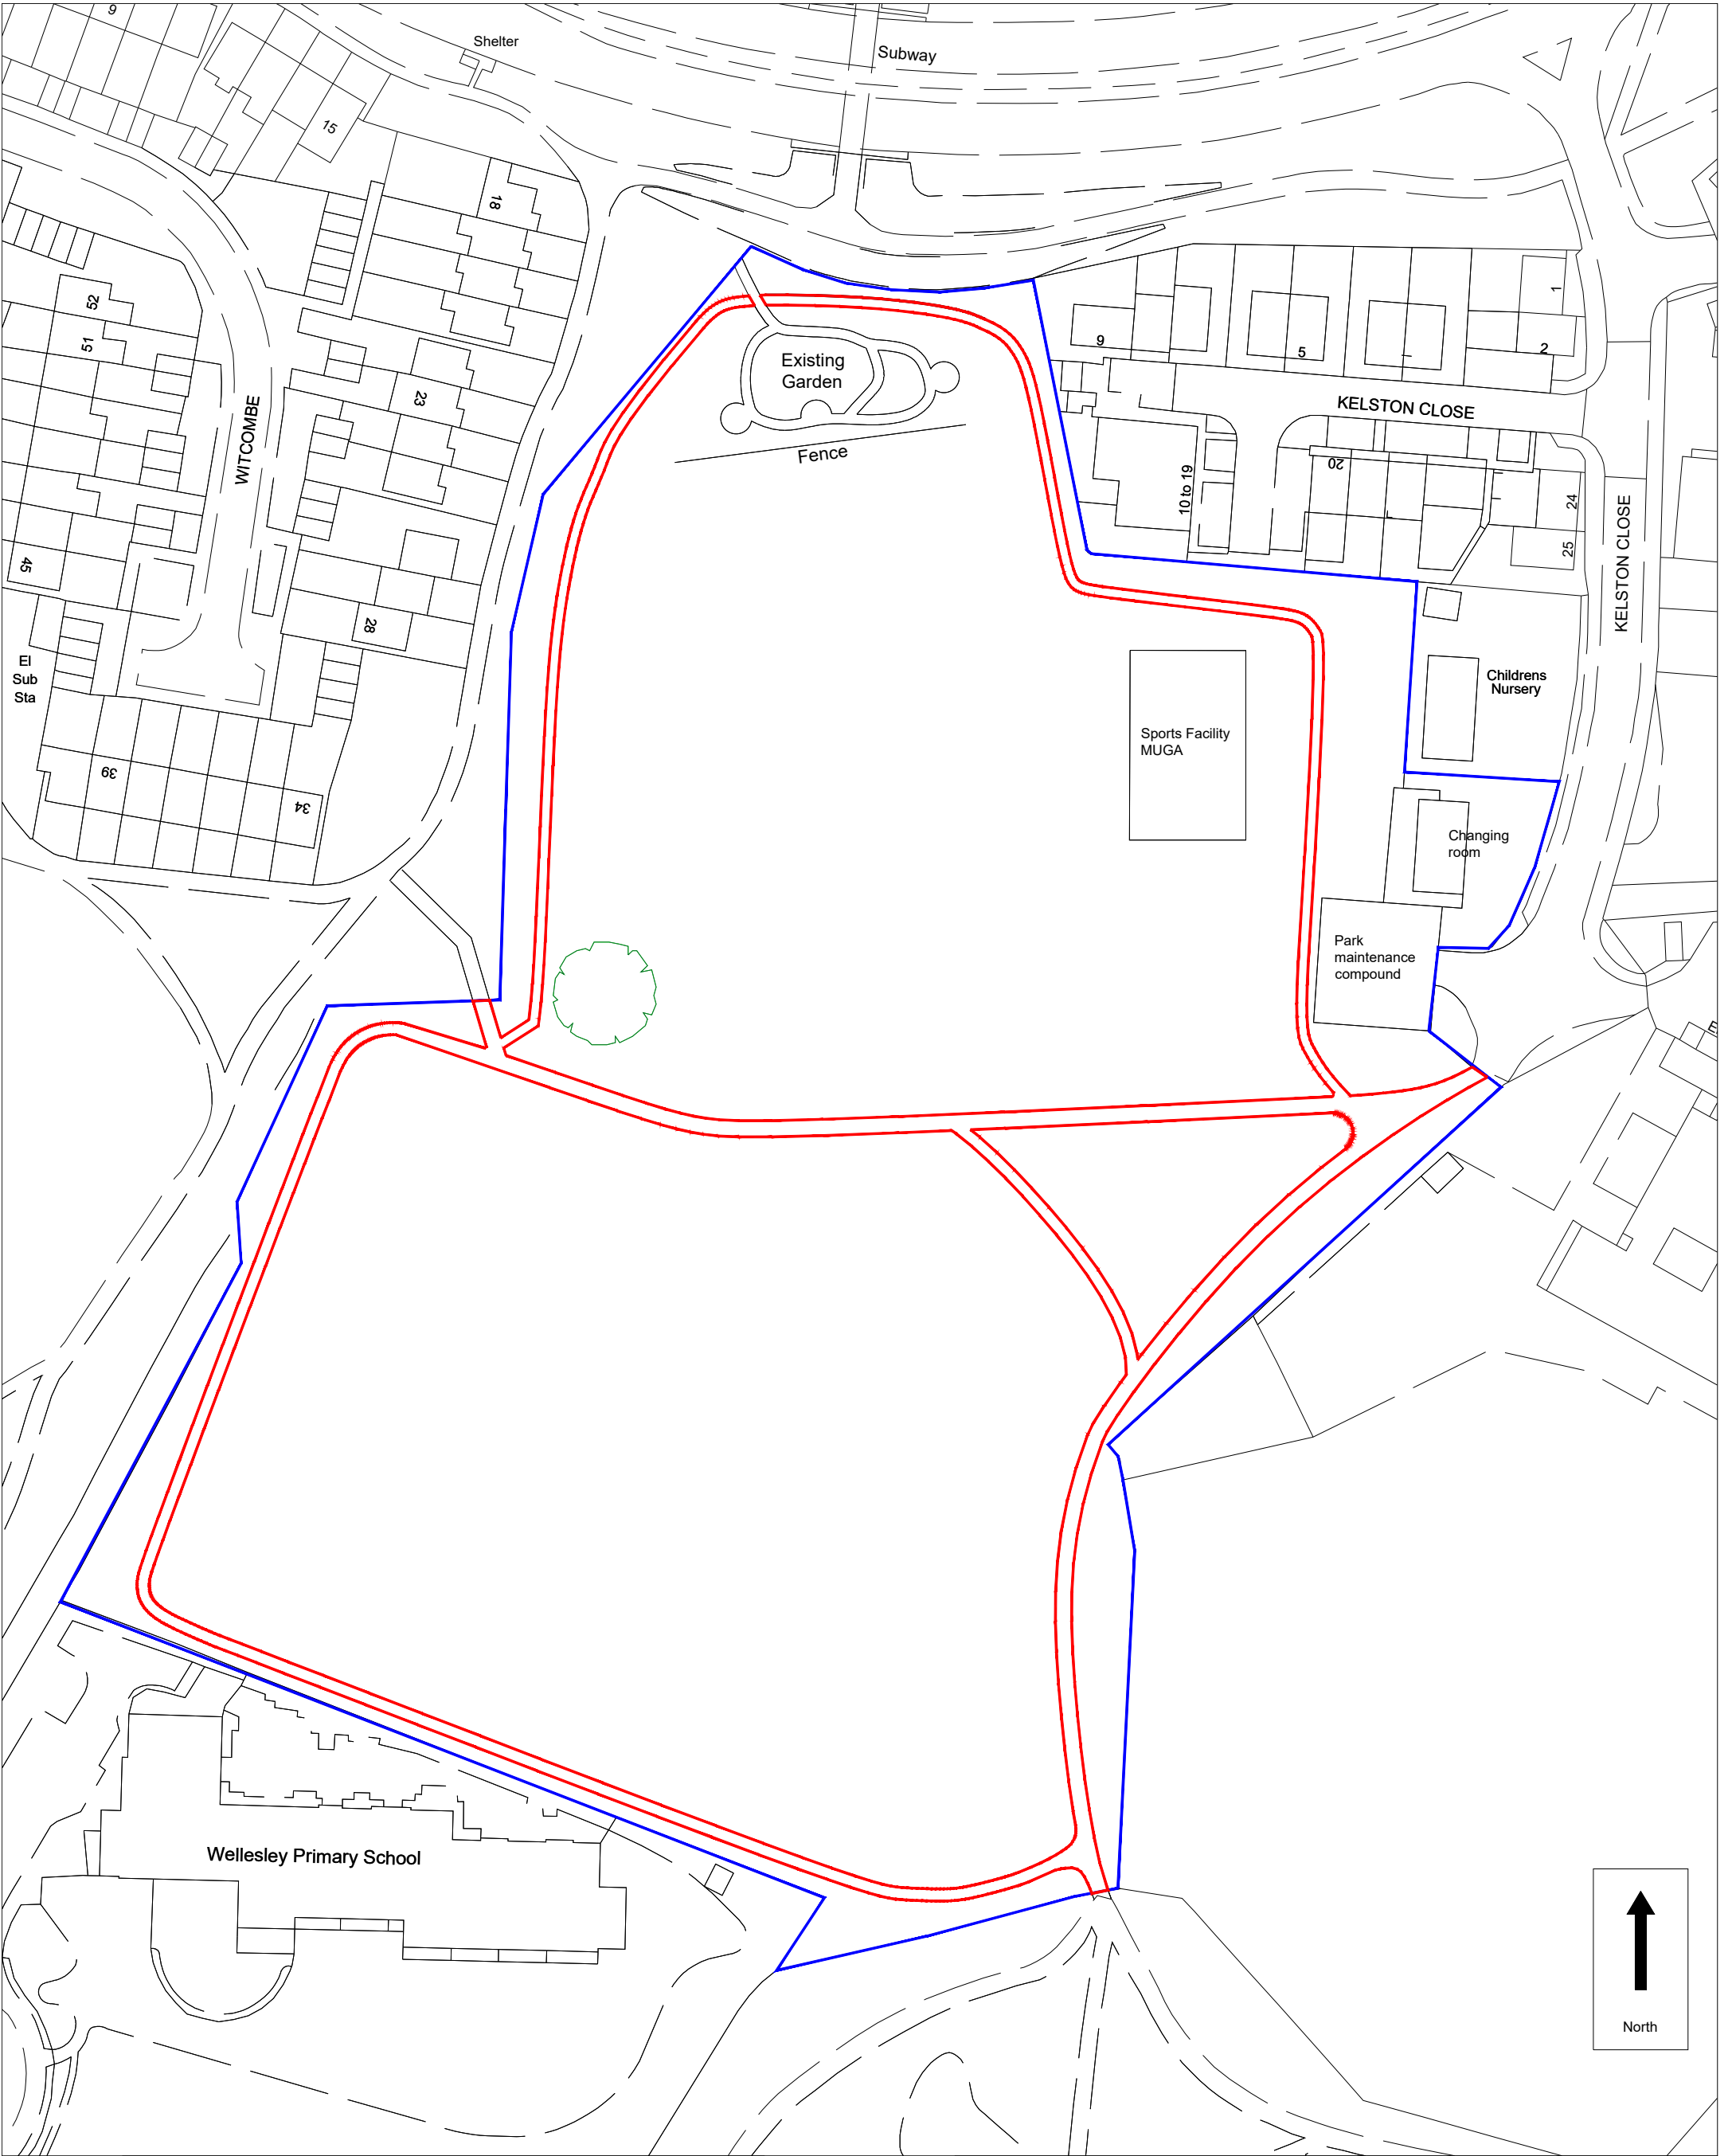 9
Shelter
Subway
15
18
52
51
WITCOMBE
23
45
28
El
Sub
Sta
39
34
Existing
Garden
Fence
9
5
1
2
KELSTON CLOSE
10 to 19
20
24
25
KELSTON CLOSE
Childrens
Nursery
Sports Facility
MUGA
Changing
room
Park
maintenance
compound
Wellesley Primary School
North